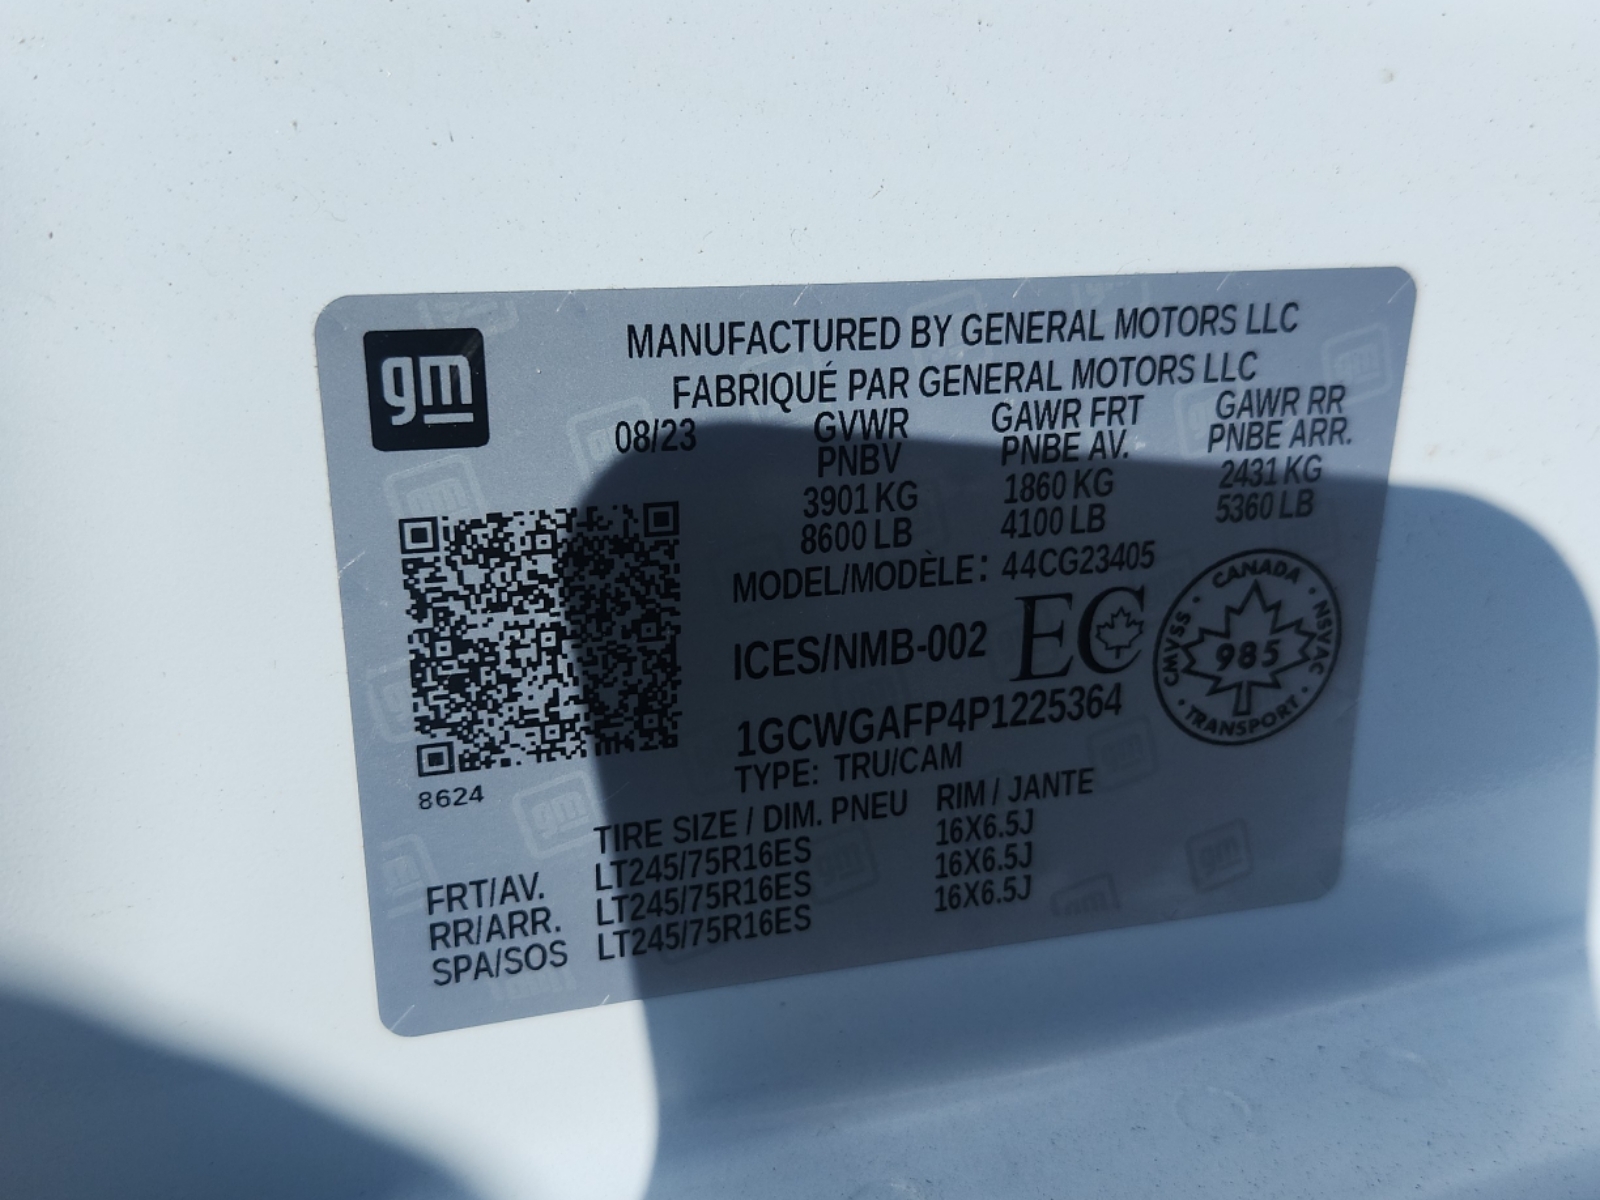 gm
MANUFACTURED BY GENERAL MOTORS LLC
FABRIQUÉ PAR GENERAL MOTORS LLC
08/23 GVWR GAWR FRT GAWR RR
PNBV PNBE AV. PNBE ARR.
3901 KG 1860 KG 2431 KG
8600 LB 4100 LB 5360 LB
MODEL/MODÈLE: 44CG23405
ICES/NMB-002 EC
CANADA
CMVSS 985 NSVAC
TRANSPORT
1GCWGAFP4P1225364
TYPE: TRU/CAM
8624
TIRE SIZE / DIM. PNEU RIM / JANTE
FRT/AV. LT245/75R16ES 16X6.5J
RR/ARR. LT245/75R16ES 16X6.5J
SPA/SOS LT245/75R16ES 16X6.5J